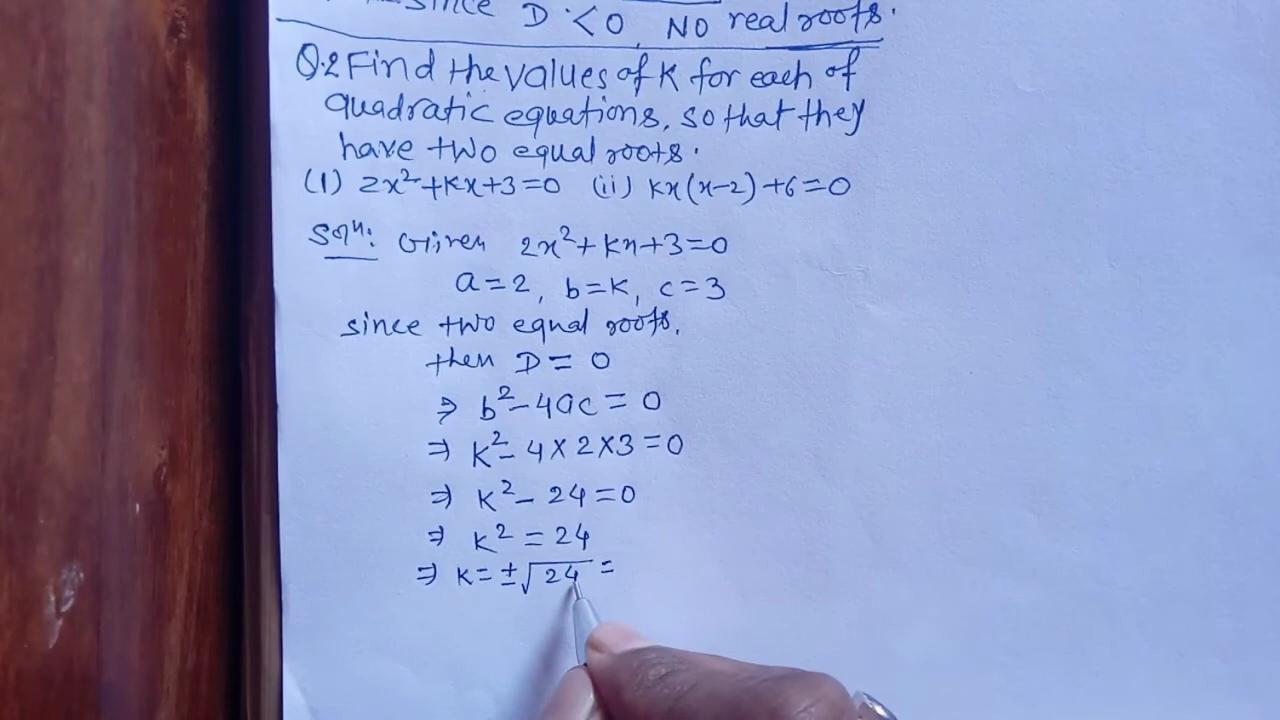 since D < 0, No real roots.
Q.2 Find the values of K for each of
quadratic equations, so that they
have two equal roots.
(1) 2x²+Kx+3=0 (ii) Kx(x-2)+6=0
Solⁿ: Given 2x²+Kx+3=0
a=2, b=K, c=3
since two equal roots,
then D = 0
⇒ b²-4ac = 0
⇒ K²-4×2×3=0
⇒ K²-24=0
⇒ K²=24
⇒ K=±√24 =